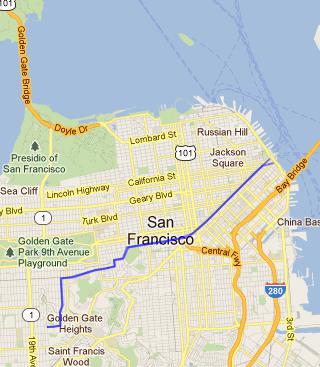 101
Golden Gate Bridge
Doyle Dr
Lombard St
Russian Hill
Presidio of
San Francisco
101
Jackson
Square
Bay Bridge
Sea Cliff
Lincoln Highway
California St
Geary Blvd
y Blvd
1
Turk Blvd
San
Francisco
China Bas
Golden Gate
Park 9th Avenue
Playground
Central Fwy
280
1
Golden Gate
Heights
19th Ave
3rd St
Saint Francis
Wood